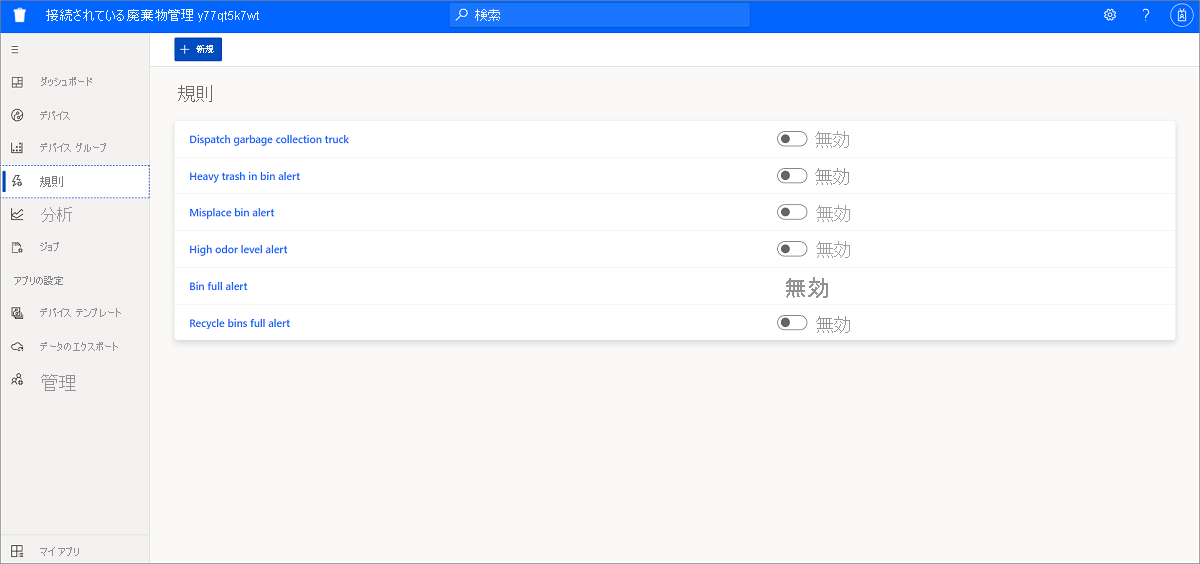 接続されている廃棄物管理 y77qt5k7wt
検索
?
新規
ダッシュボード
デバイス
デバイス グループ
規則
分析
ジョブ
アプリの設定
デバイス テンプレート
データのエクスポート
管理
マイ アプリ
規則
Dispatch garbage collection truck 無効
Heavy trash in bin alert 無効
Misplace bin alert 無効
High odor level alert 無効
Bin full alert 無効
Recycle bins full alert 無効